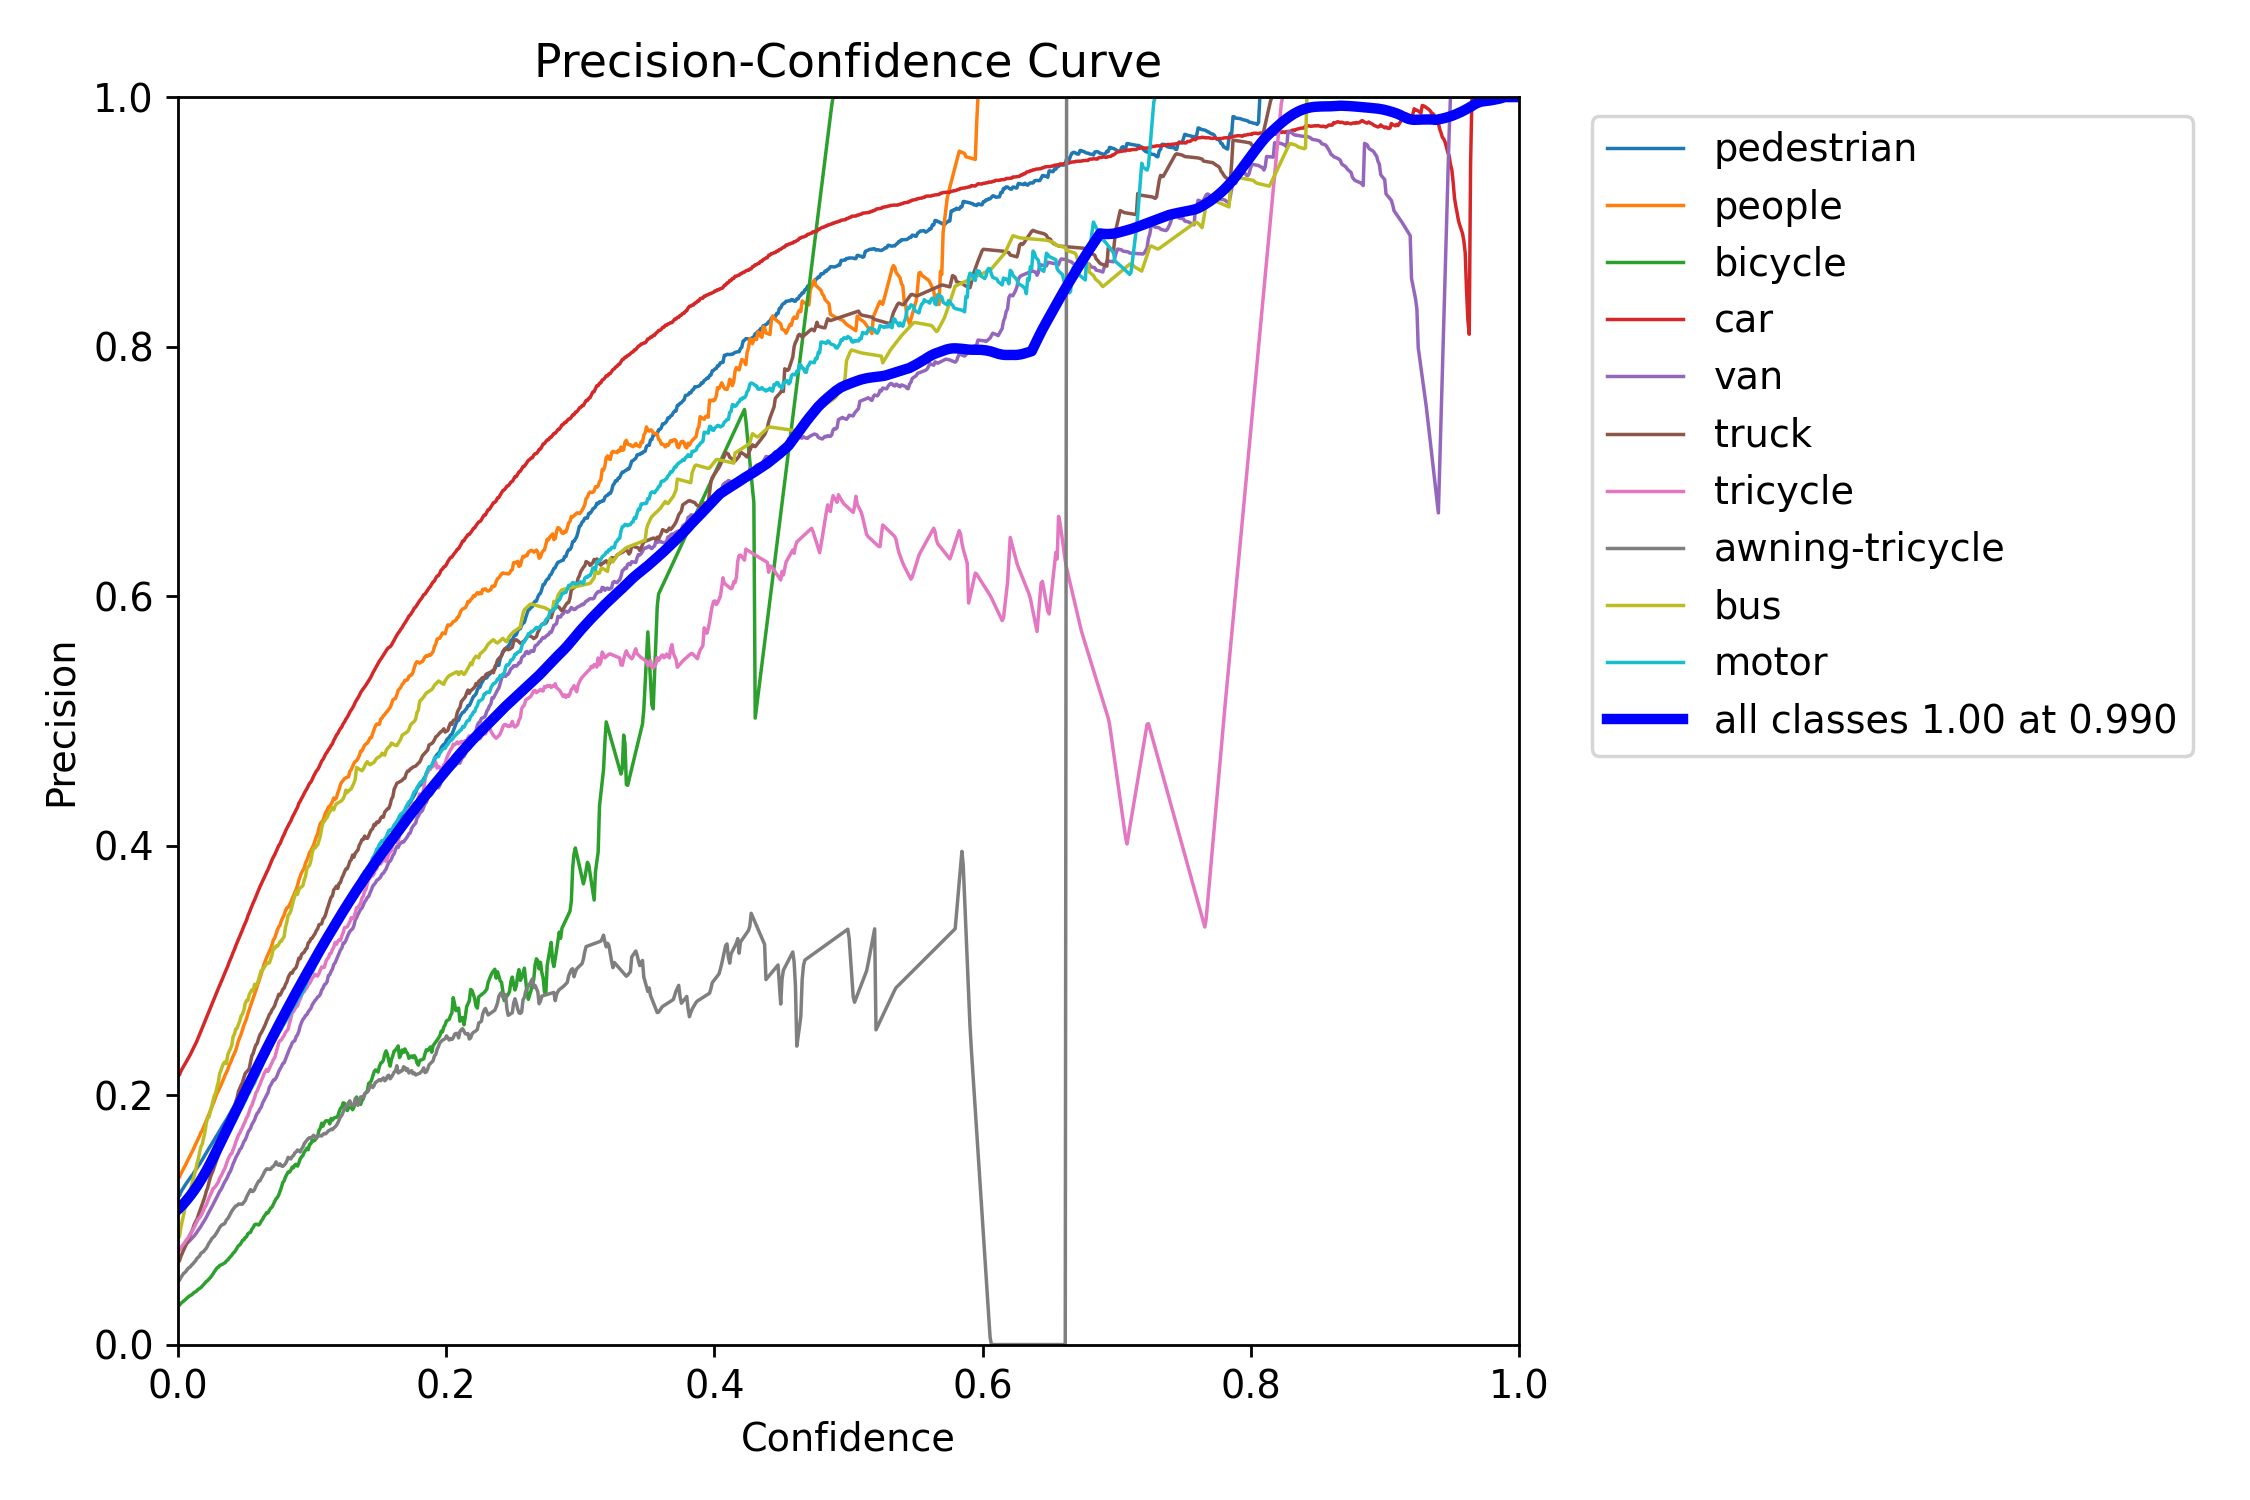 Precision-Confidence Curve
1.0
0.8
0.6
0.4
0.2
0.0
Precision
0.0 0.2 0.4 0.6 0.8 1.0
Confidence
pedestrian
people
bicycle
car
van
truck
tricycle
awning-tricycle
bus
motor
all classes 1.00 at 0.990